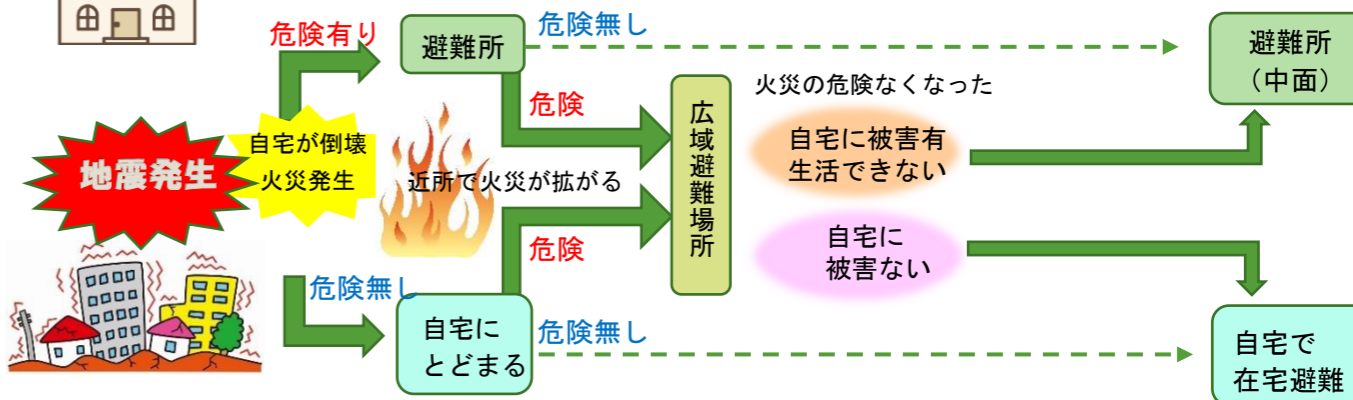 危険有り
避難所
危険無し
避難所
（中面）
地震発生
自宅が倒壊
火災発生
近所で火災が拡がる
危険
危険
広域避難場所
火災の危険なくなった
自宅に被害有
生活できない
自宅に
被害ない
危険無し
自宅に
とどまる
危険無し
自宅で
在宅避難